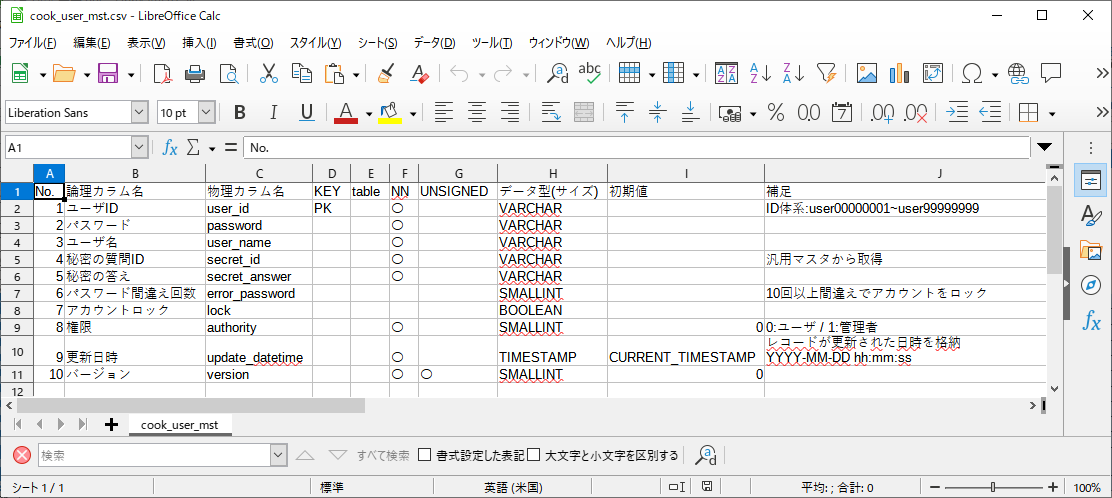 cook_user_mst.csv - LibreOffice Calc
ファイル(F) 編集(E) 表示(V) 挿入(I) 書式(O) スタイル(Y) シート(S) データ(D) ツール(T) ウィンドウ(W) ヘルプ(H)
Liberation Sans 10 pt B I U A % 0.0 7 .00 .0X
A1 fx Σ = No.
A B C D E F G H I J
1 No. 論理カラム名 物理カラム名 KEY table NN UNSIGNED データ型(サイズ) 初期値 補足
2 1 ユーザID user_id PK 〇 VARCHAR ID体系:user00000001~user99999999
3 2 パスワード password 〇 VARCHAR
4 3 ユーザ名 user_name 〇 VARCHAR
5 4 秘密の質問ID secret_id 〇 VARCHAR 汎用マスタから取得
6 5 秘密の答え secret_answer 〇 VARCHAR
7 6 パスワード間違え回数 error_password SMALLINT 10回以上間違えでアカウントをロック
8 7 アカウントロック lock BOOLEAN
9 8 権限 authority 〇 SMALLINT 0 0:ユーザ / 1:管理者
レコードが更新された日時を格納
10 9 更新日時 update_datetime 〇 TIMESTAMP CURRENT_TIMESTAMP YYYY-MM-DD hh:mm:ss
11 10 バージョン version 〇 〇 SMALLINT 0
12
cook_user_mst
検索 すべて検索 書式設定した表記 大文字と小文字を区別する
シート 1 / 1 標準 英語 (米国) 平均: ; 合計: 0 100%